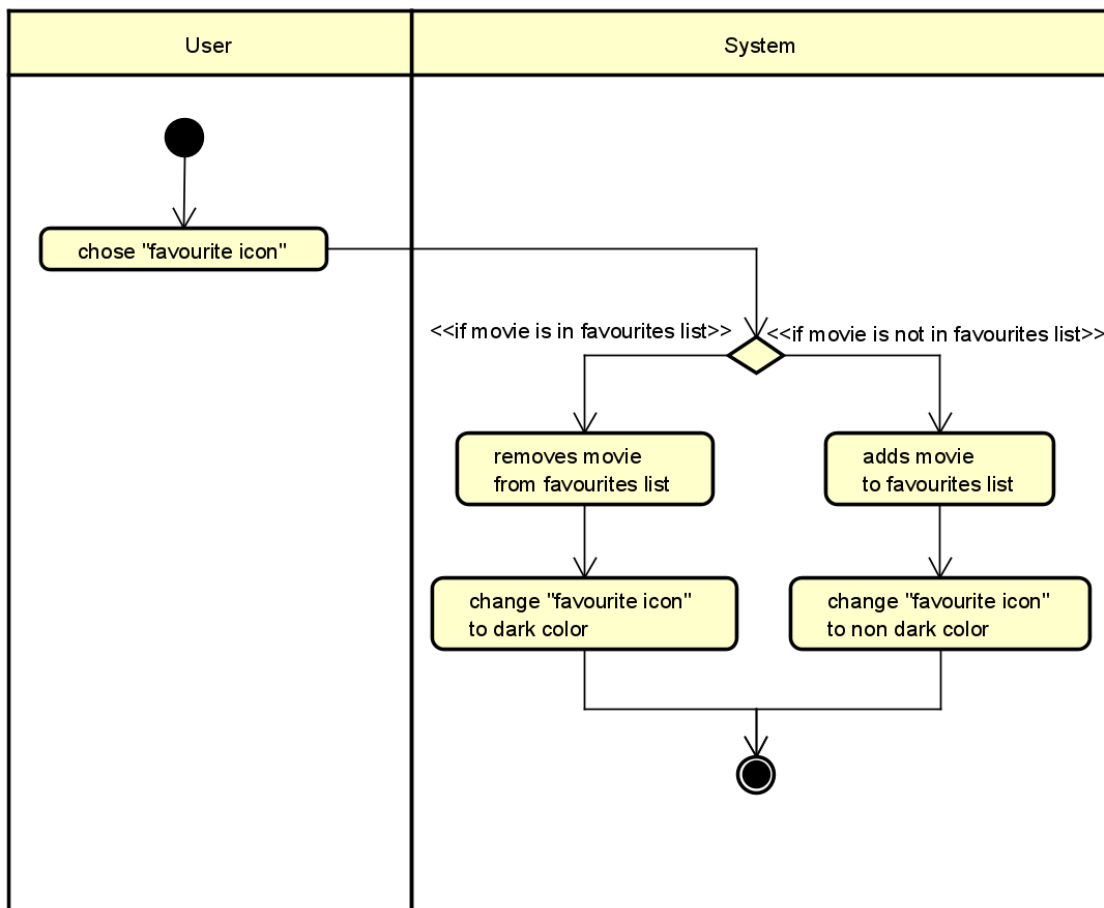 User
System
chose "favourite icon"
<<if movie is in favourites list>>
<<if movie is not in favourites list>>
removes movie
from favourites list
adds movie
to favourites list
change "favourite icon"
to dark color
change "favourite icon"
to non dark color